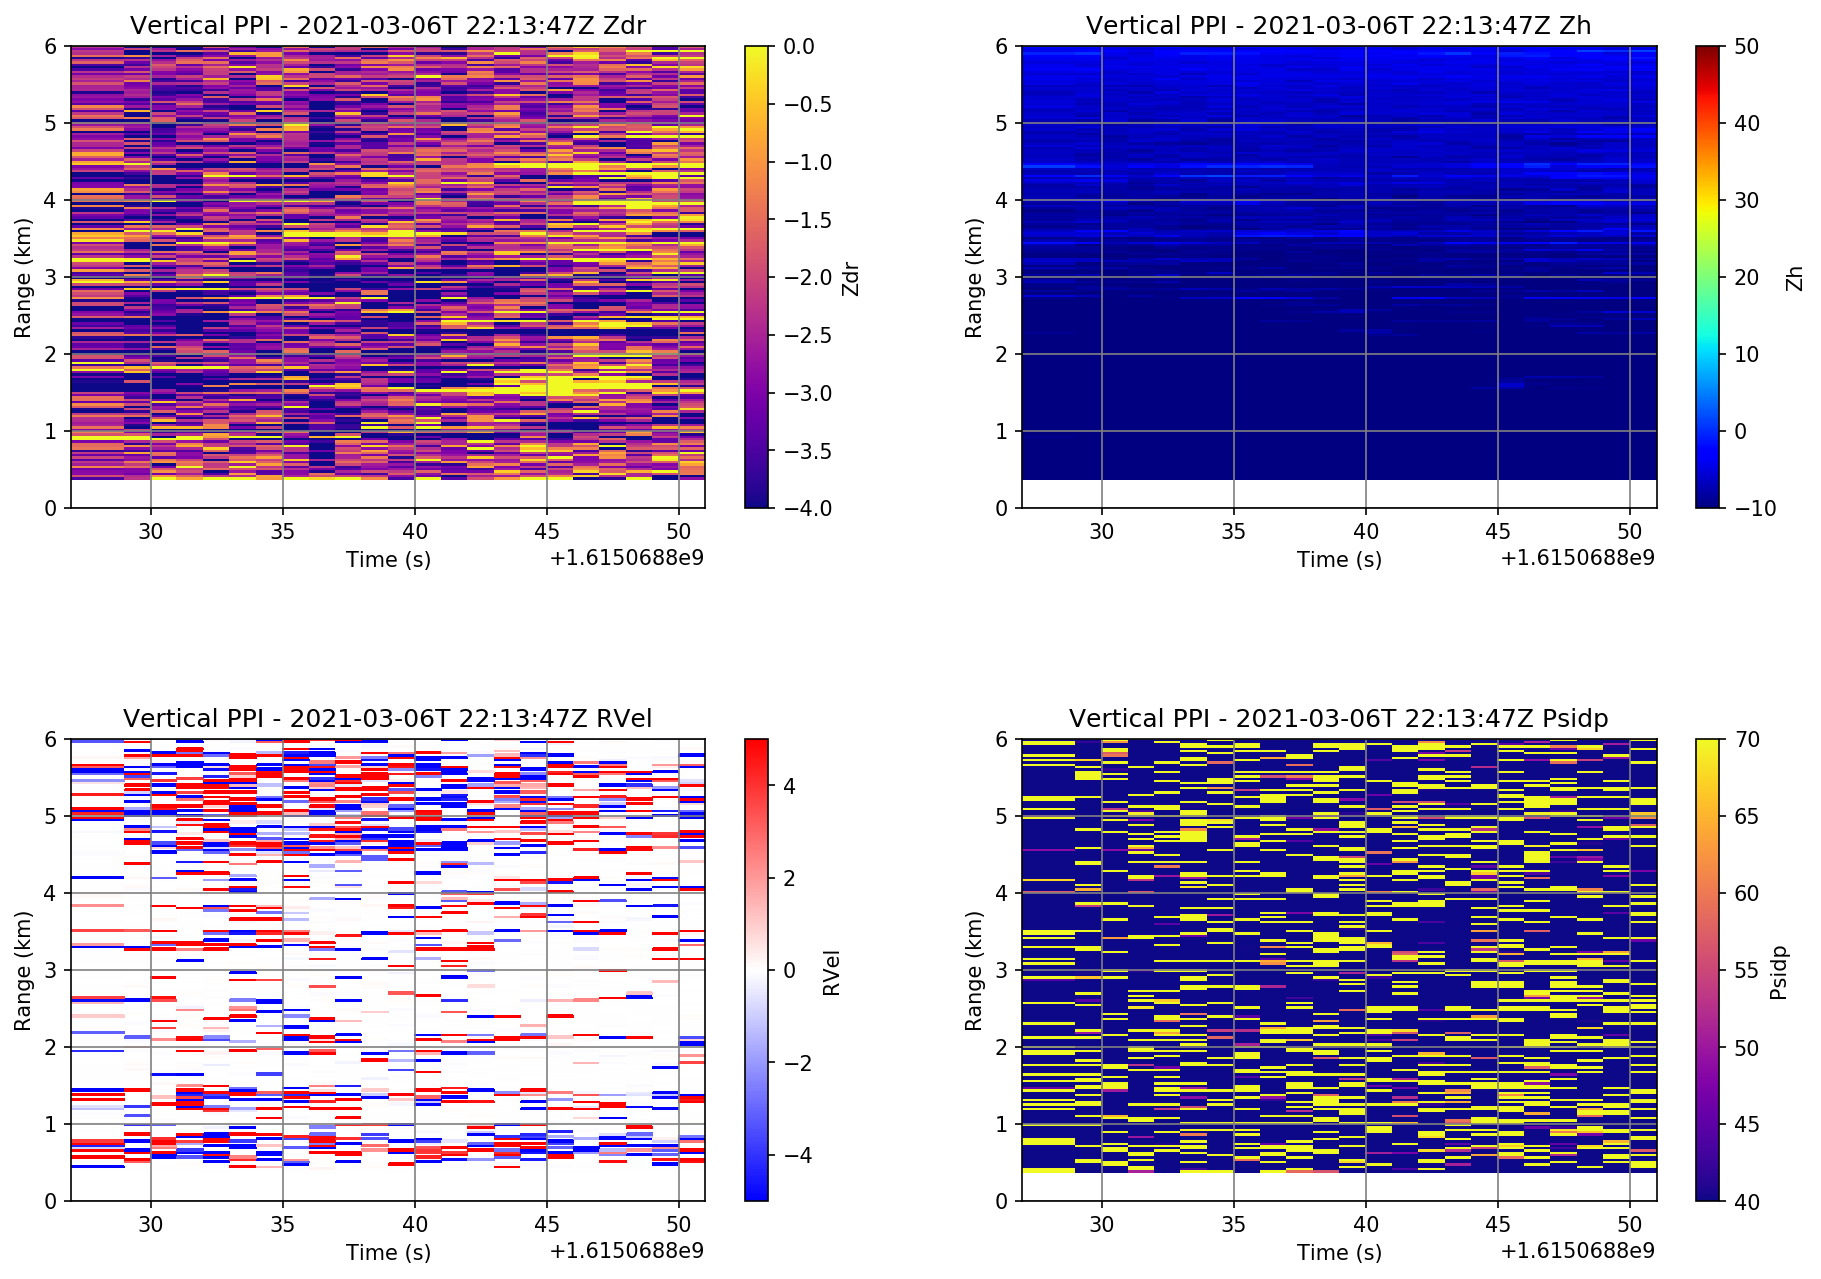 Vertical PPI - 2021-03-06T 22:13:47Z Zdr
6
5
4
3
2
1
0
Range (km)
30 35 40 45 50
Time (s)
+1.6150688e9
0.0
−0.5
−1.0
−1.5
−2.0
−2.5
−3.0
−3.5
−4.0
Zdr
Vertical PPI - 2021-03-06T 22:13:47Z Zh
6
5
4
3
2
1
0
Range (km)
30 35 40 45 50
Time (s)
+1.6150688e9
50
40
30
20
10
0
−10
Zh
Vertical PPI - 2021-03-06T 22:13:47Z RVel
6
5
4
3
2
1
0
Range (km)
30 35 40 45 50
Time (s)
+1.6150688e9
4
2
0
−2
−4
RVel
Vertical PPI - 2021-03-06T 22:13:47Z Psidp
6
5
4
3
2
1
0
Range (km)
30 35 40 45 50
Time (s)
+1.6150688e9
70
65
60
55
50
45
40
Psidp